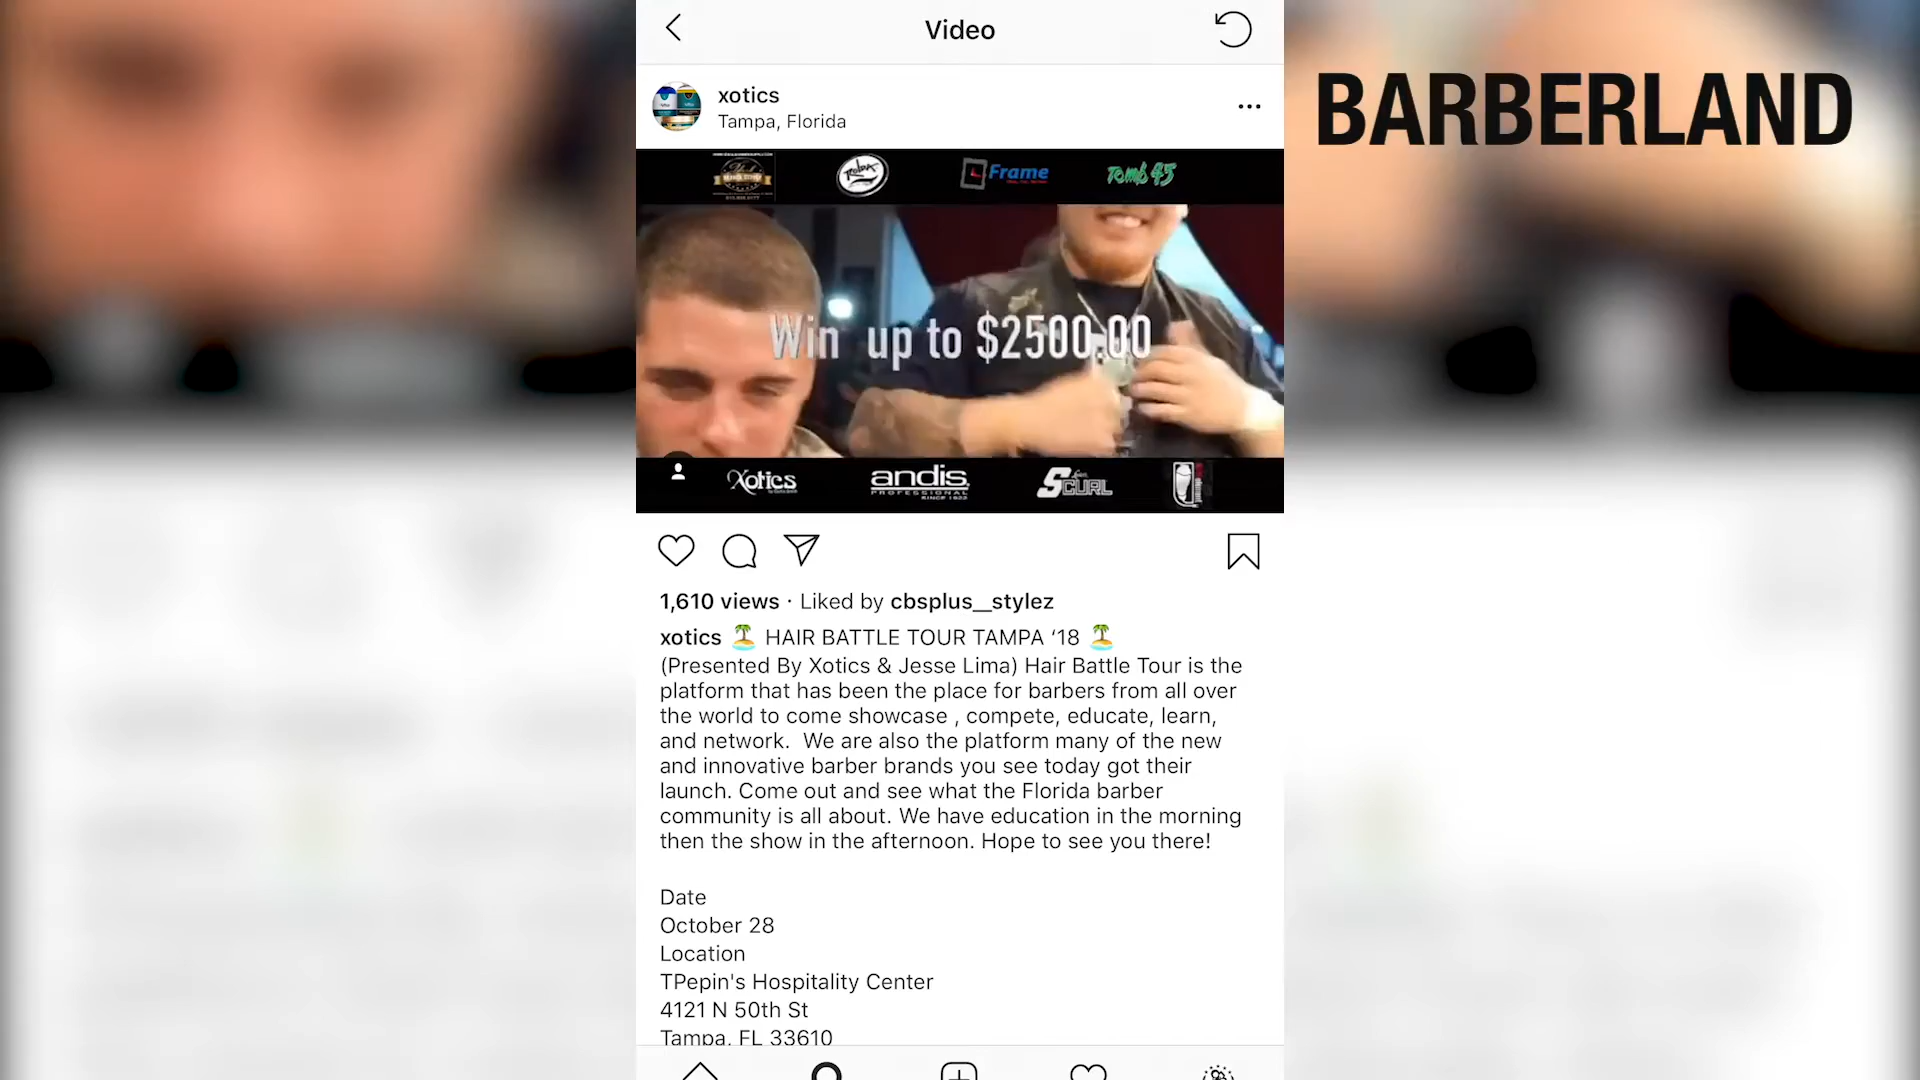 Video
BARBERLAND
xotics
Tampa, Florida
Frame
Tomb 45
Win up to $2500.00
Xotics
andis
PROFESSIONAL
SINCE 1922
SCURL
1,610 views · Liked by cbsplus__stylez
xotics 🏝 HAIR BATTLE TOUR TAMPA ‘18 🏝
(Presented By Xotics & Jesse Lima) Hair Battle Tour is the
platform that has been the place for barbers from all over
the world to come showcase , compete, educate, learn,
and network.  We are also the platform many of the new
and innovative barber brands you see today got their
launch. Come out and see what the Florida barber
community is all about. We have education in the morning
then the show in the afternoon. Hope to see you there!
Date
October 28
Location
TPepin's Hospitality Center
4121 N 50th St
Tampa, FL 33610